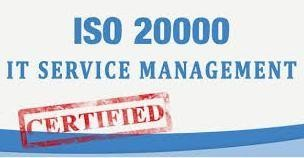 ISO 20000
IT SERVICE MANAGEMENT
CERTIFIED